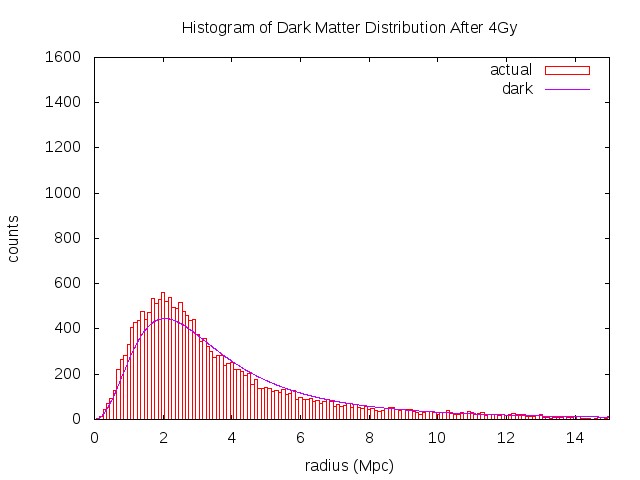 Histogram of Dark Matter Distribution After 4Gy
1600
1400
1200
1000
800
600
400
200
0
counts
actual
dark
0 2 4 6 8 10 12 14
radius (Mpc)